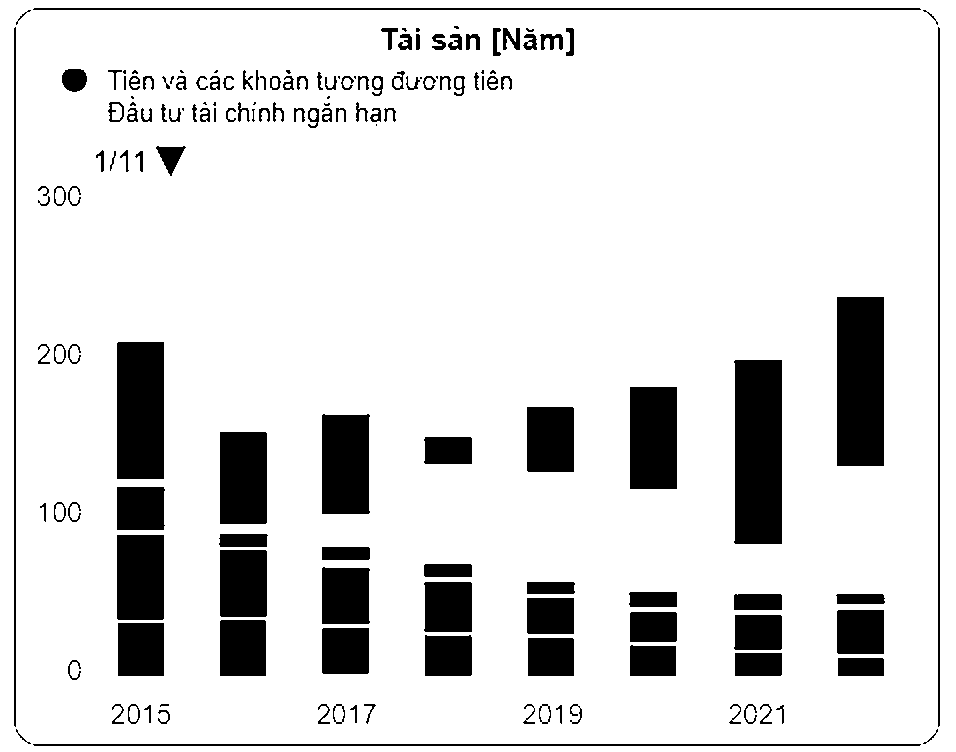 Tài sản [Năm]
Tiền và các khoản tương đương tiền
Đầu tư tài chính ngắn hạn
1/11 ▼
300
200
100
0
2015 2017 2019 2021